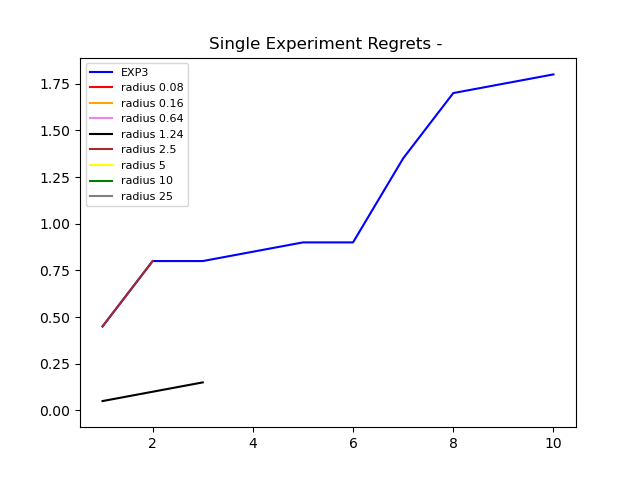 Single Experiment Regrets -
EXP3
radius 0.08
radius 0.16
radius 0.64
radius 1.24
radius 2.5
radius 5
radius 10
radius 25
1.75
1.50
1.25
1.00
0.75
0.50
0.25
0.00
2 4 6 8 10